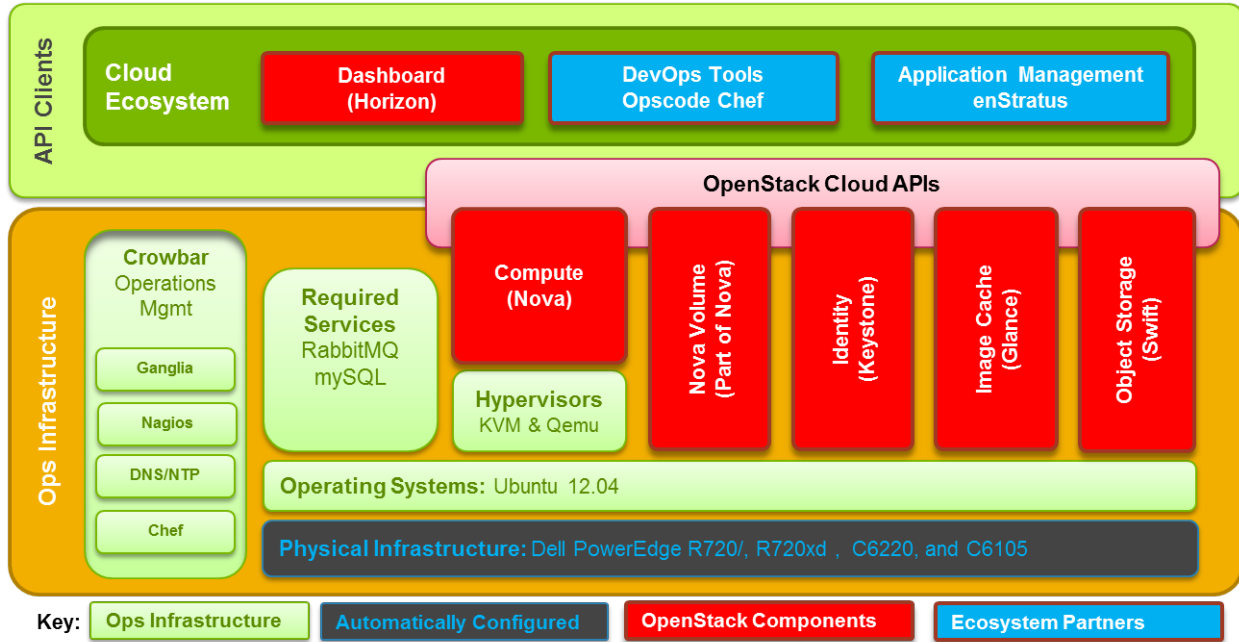 API Clients
Cloud
Ecosystem
Dashboard
(Horizon)
DevOps Tools
Opscode Chef
Application Management
enStratus
OpenStack Cloud APIs
Ops Infrastructure
Crowbar
Operations
Mgmt
Ganglia
Nagios
DNS/NTP
Chef
Required
Services
RabbitMQ
mySQL
Compute
(Nova)
Hypervisors
KVM & Qemu
Nova Volume
(Part of Nova)
Identity
(Keystone)
Image Cache
(Glance)
Object Storage
(Swift)
Operating Systems: Ubuntu 12.04
Physical Infrastructure: Dell PowerEdge R720/, R720xd , C6220, and C6105
Key:
Ops Infrastructure
Automatically Configured
OpenStack Components
Ecosystem Partners